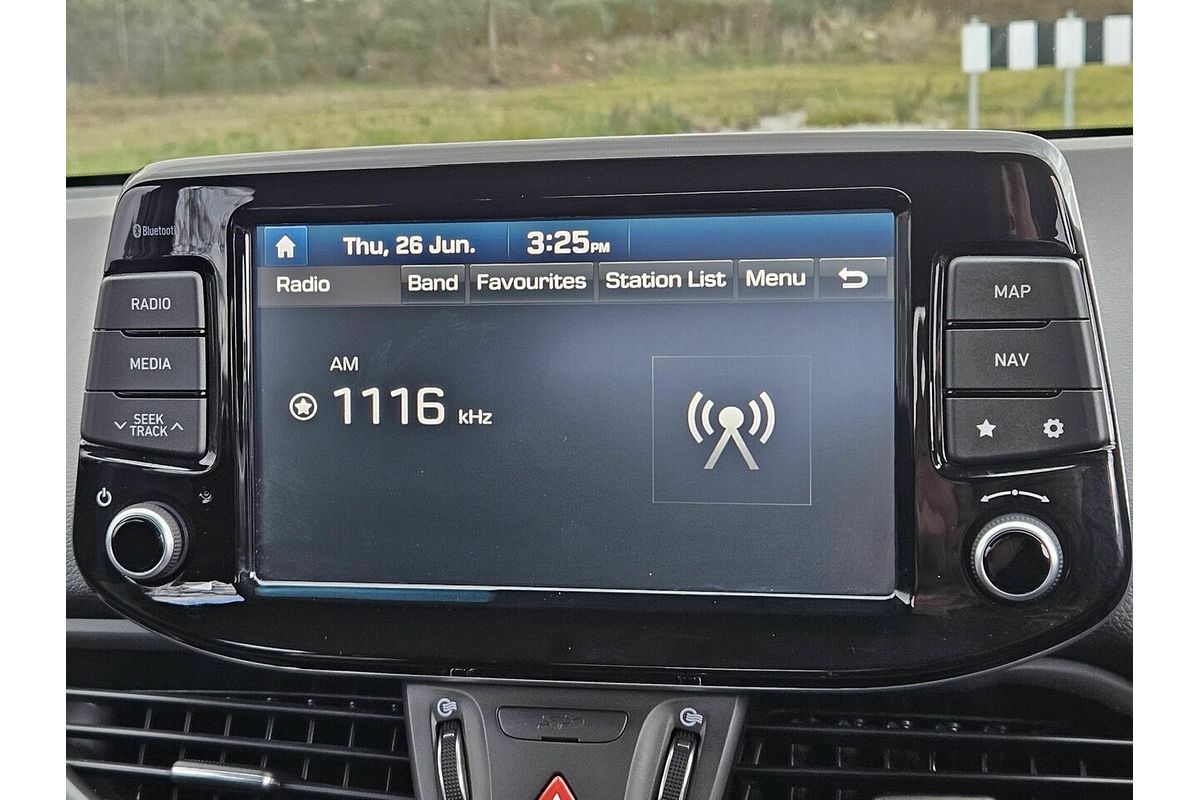 Bluetooth
Thu, 26 Jun. 3:25PM
Radio Band Favourites Station List Menu
AM
1116 kHz
RADIO
MEDIA
SEEK
TRACK
MAP
NAV